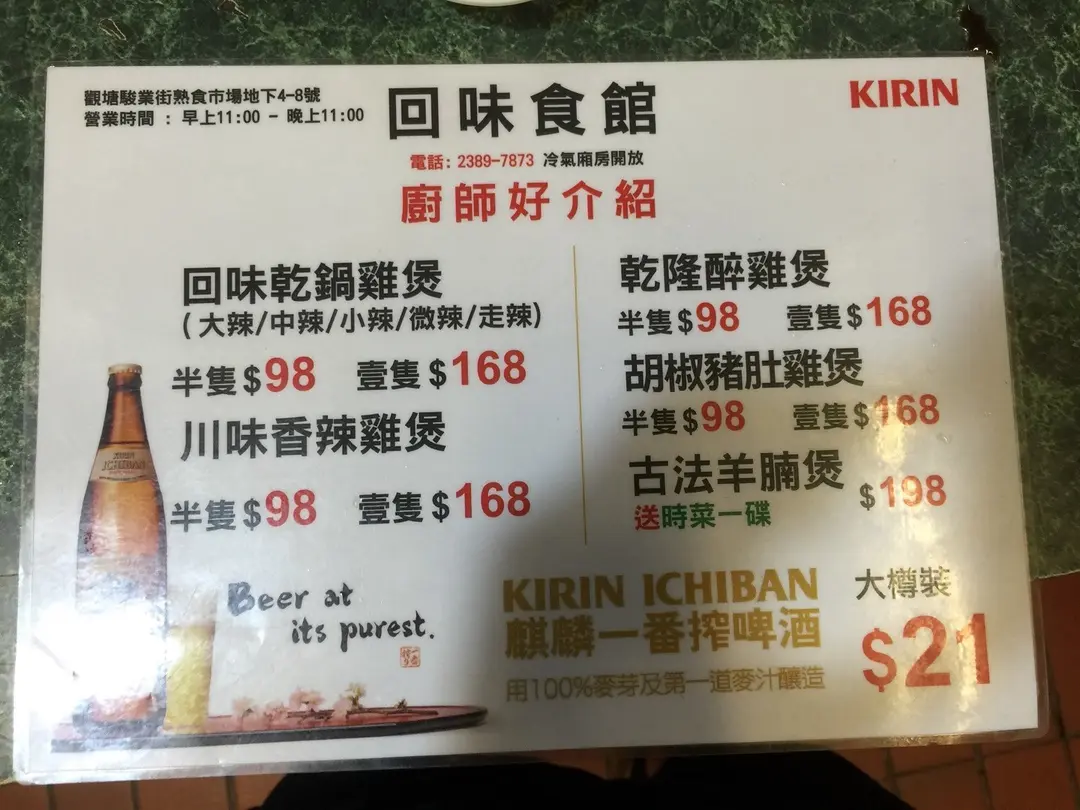 觀塘駿業街熟食市場地下4-8號
營業時間 : 早上11:00 - 晚上11:00
回味食館
KIRIN
電話: 2389-7873 冷氣廂房開放
廚師好介紹
回味乾鍋雞煲
(大辣/中辣/小辣/微辣/走辣)
半隻$98 壹隻$168
川味香辣雞煲
半隻$98 壹隻$168
乾隆醉雞煲
半隻$98 壹隻$168
胡椒豬肚雞煲
半隻$98 壹隻$168
古法羊腩煲 $198
送時菜一碟
Beer at
its purest.
KIRIN ICHIBAN
麒麟一番搾啤酒
用100%麥芽及第一道麥汁釀造
大樽裝
$21